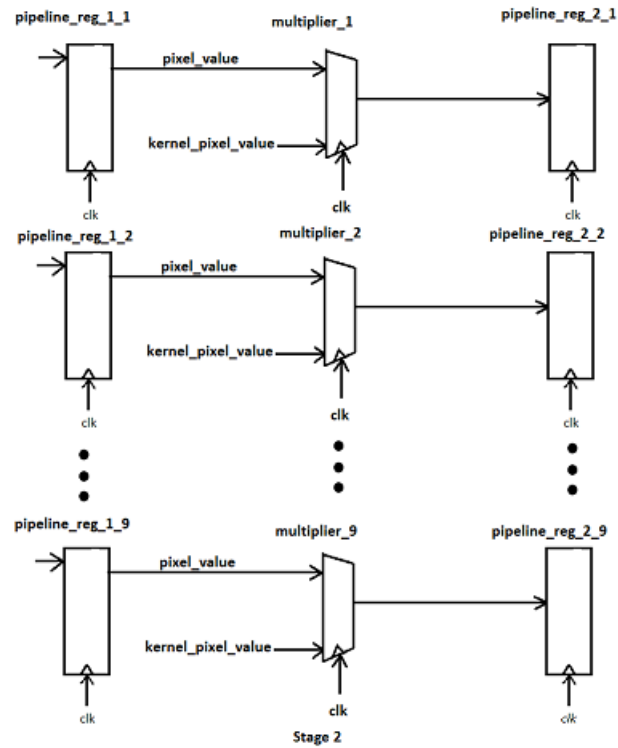 pipeline_reg_1_1 multiplier_1 pipeline_reg_2_1
pixel_value
kernel_pixel_value
clk clk clk
pipeline_reg_1_2 multiplier_2 pipeline_reg_2_2
pixel_value
kernel_pixel_value
clk clk clk
pipeline_reg_1_9 multiplier_9 pipeline_reg_2_9
pixel_value
kernel_pixel_value
clk clk clk
Stage 2